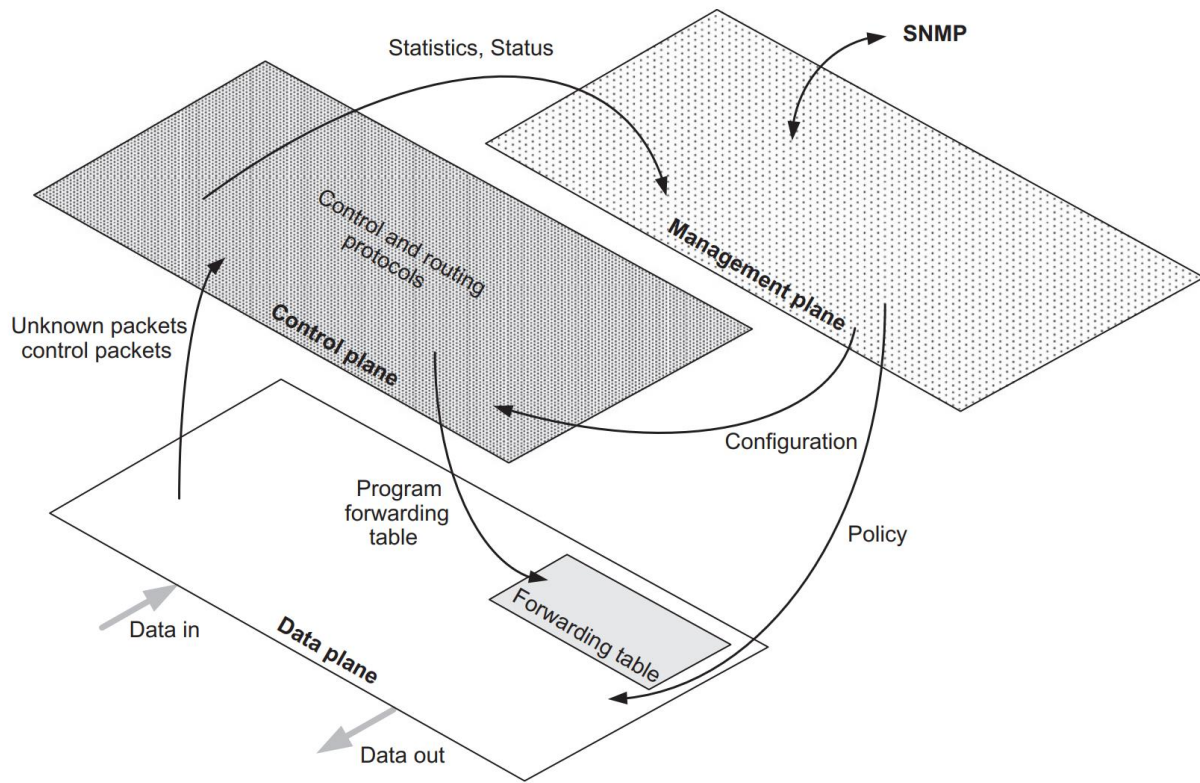 SNMP
Statistics, Status
Control and routing
protocols
Control plane
Management plane
Unknown packets
control packets
Configuration
Program
forwarding
table
Policy
Forwarding table
Data in
Data plane
Data out